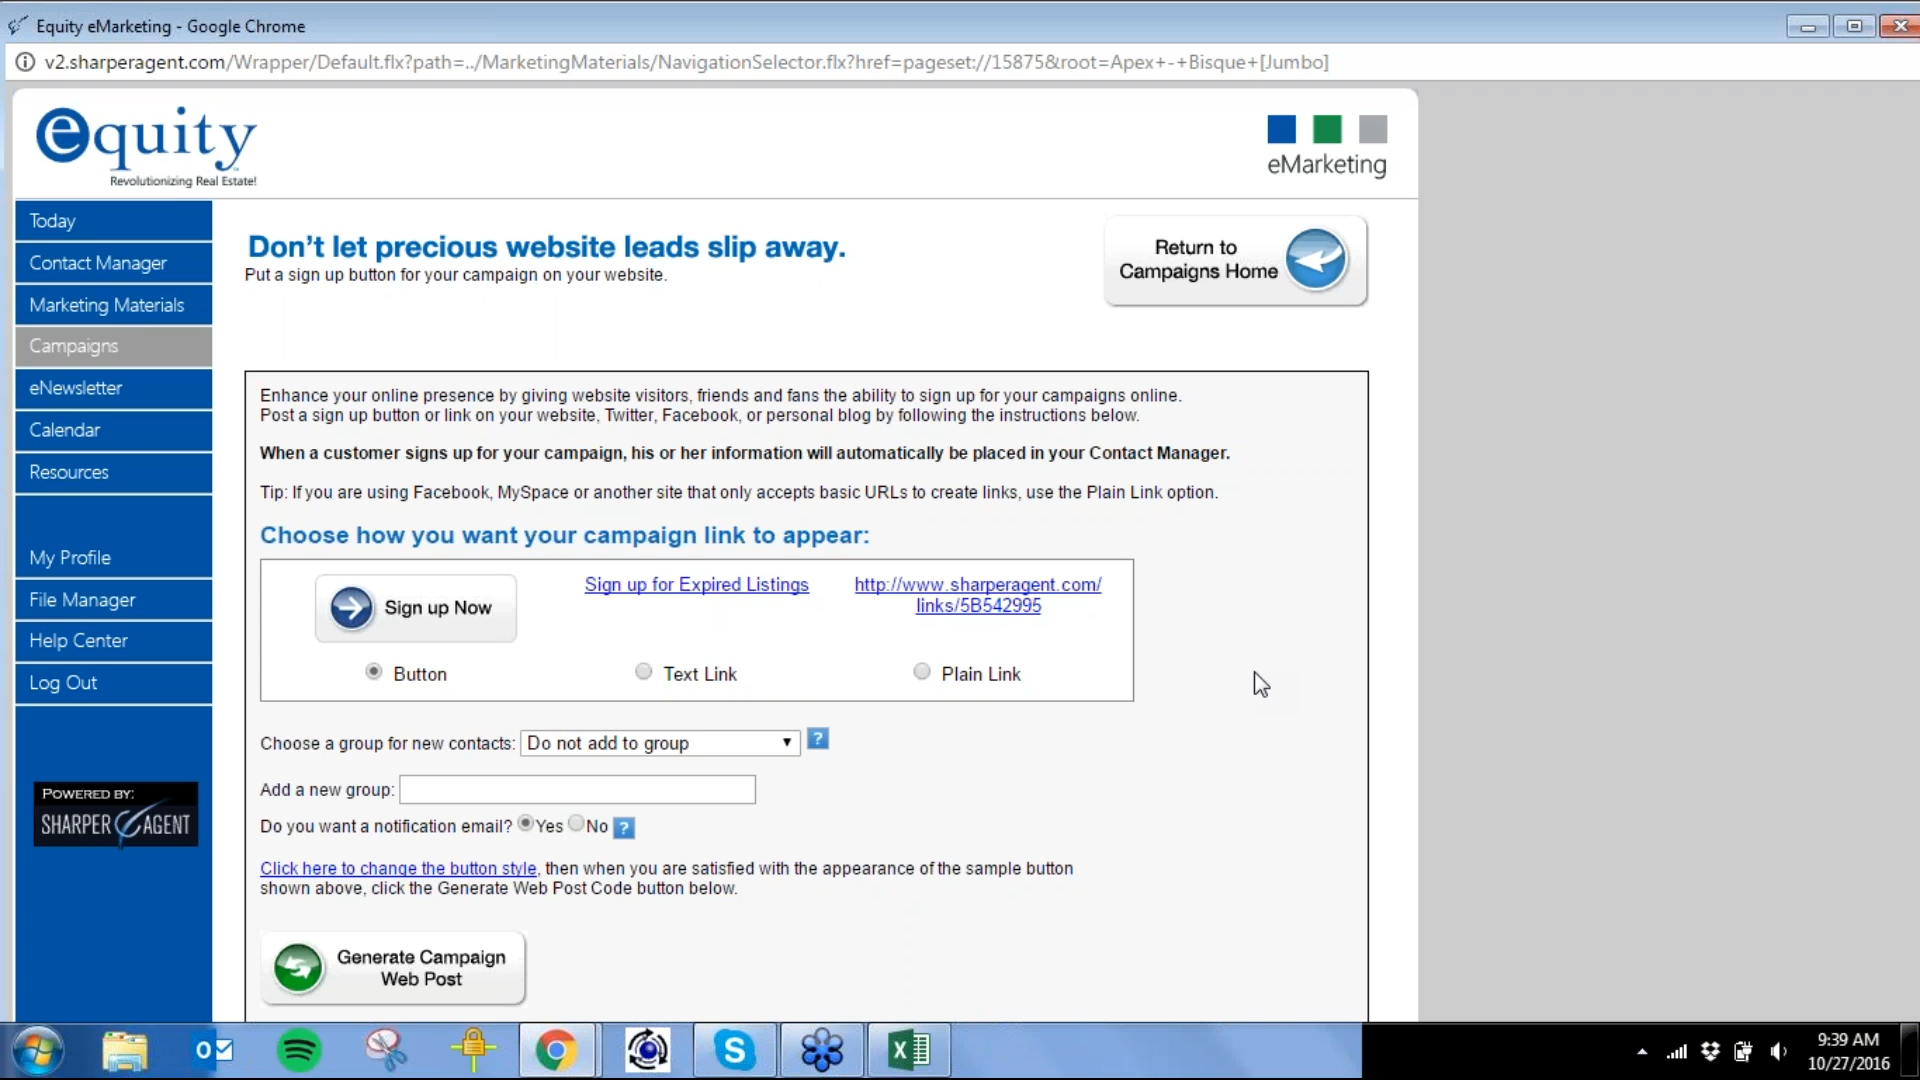 Equity eMarketing - Google Chrome
v2.sharperagent.com/Wrapper/Default.flx?path=../MarketingMaterials/NavigationSelector.flx?href=pageset://15875&root=Apex+-+Bisque+[Jumbo]
equity
Revolutionizing Real Estate!
eMarketing
Today
Contact Manager
Marketing Materials
Campaigns
eNewsletter
Calendar
Resources
My Profile
File Manager
Help Center
Log Out
POWERED BY:
SHARPER AGENT
Don't let precious website leads slip away.
Put a sign up button for your campaign on your website.
Return to
Campaigns Home
Enhance your online presence by giving website visitors, friends and fans the ability to sign up for your campaigns online.
Post a sign up button or link on your website, Twitter, Facebook, or personal blog by following the instructions below.
When a customer signs up for your campaign, his or her information will automatically be placed in your Contact Manager.
Tip: If you are using Facebook, MySpace or another site that only accepts basic URLs to create links, use the Plain Link option.
Choose how you want your campaign link to appear:
Sign up Now
Sign up for Expired Listings
http://www.sharperagent.com/
links/5B542995
Button
Text Link
Plain Link
Choose a group for new contacts: Do not add to group ?
Add a new group:
Do you want a notification email? Yes No ?
Click here to change the button style, then when you are satisfied with the appearance of the sample button
shown above, click the Generate Web Post Code button below.
Generate Campaign
Web Post
9:39 AM
10/27/2016